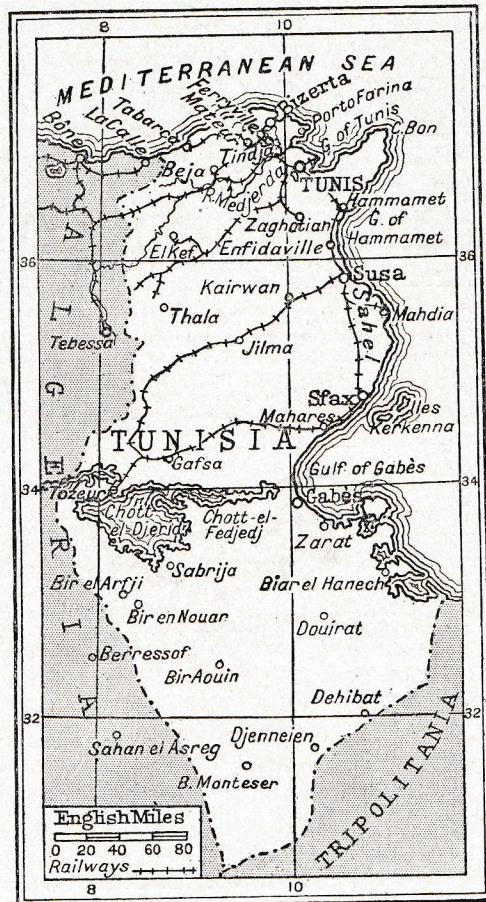 8
10
MEDITERRANEAN SEA
Bizerta
Ferryville
Mater
Tabarca
La Calle
Bône
Porto Farina
G. of Tunis
C. Bon
Tindja
Beja
R. Medjerda
TUNIS
Hammamet
G. of
Hammamet
Zaghatian
Enfidaville
El Kef
36
36
Kairwan
Susa
Sahel
Mahdia
Thala
Tebessa
Jilma
Sfax
Iles
Kerkenna
Mahares
TUNISIA
Gafsa
Gulf of Gabès
34
34
Tozeur
Gabès
Chott
el-Djerid
Chott-el-
Fedjedj
Zarat
Sabrija
Bir el Arfji
Biar el Hanech
Bir en Nouar
Douirat
Berressof
Bir Aouin
Dehibat
32
32
Sahan el Asreg
Djenneien
B. Monteser
ALGERIA
TRIPOLITANIA
English Miles
0 20 40 60 80
Railways
8
10